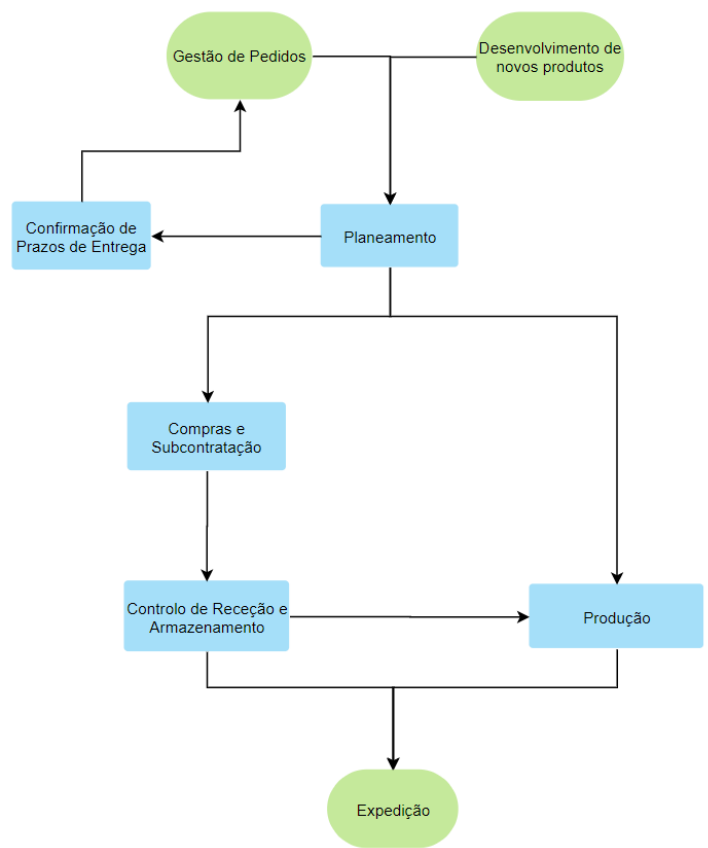 Gestão de Pedidos
Desenvolvimento de
novos produtos
Confirmação de
Prazos de Entrega
Planeamento
Compras e
Subcontratação
Controlo de Receção e
Armazenamento
Produção
Expedição